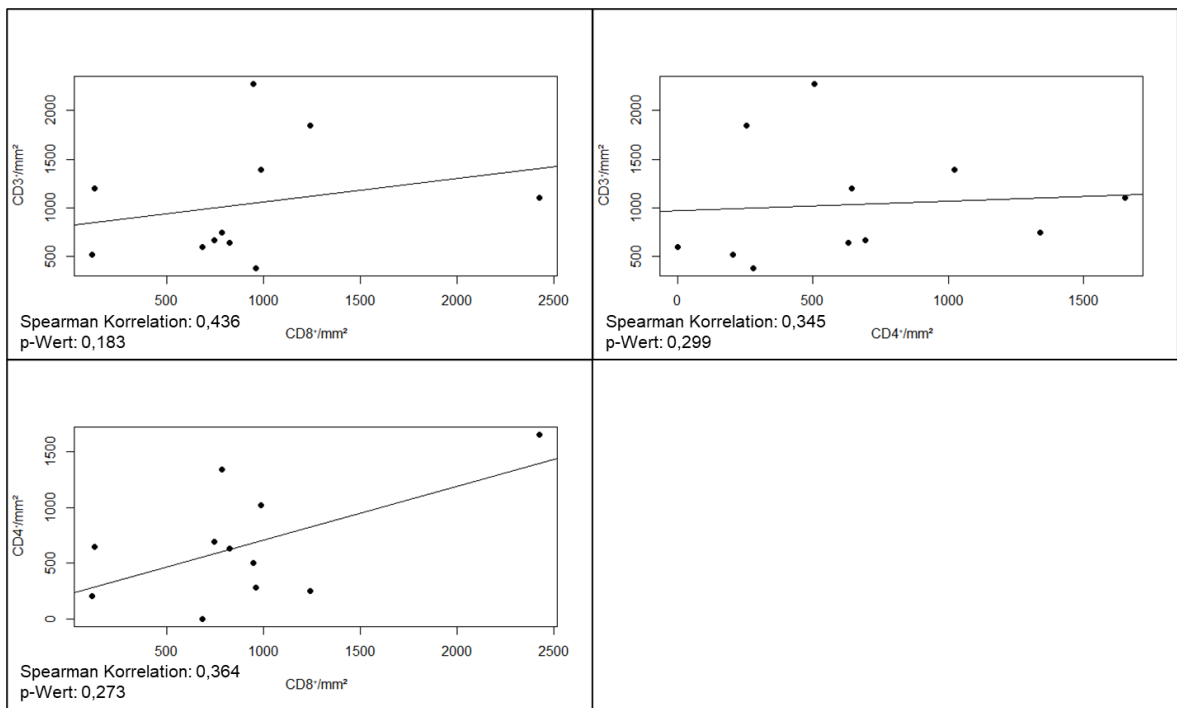 CD3⁺/mm²
2000
1500
1000
500
500
1000
1500
2000
2500
CD8⁺/mm²
Spearman Korrelation: 0,436
p-Wert: 0,183
CD3⁺/mm²
2000
1500
1000
500
0
500
1000
1500
CD4⁺/mm²
Spearman Korrelation: 0,345
p-Wert: 0,299
CD4⁺/mm²
1500
1000
500
0
500
1000
1500
2000
2500
CD8⁺/mm²
Spearman Korrelation: 0,364
p-Wert: 0,273